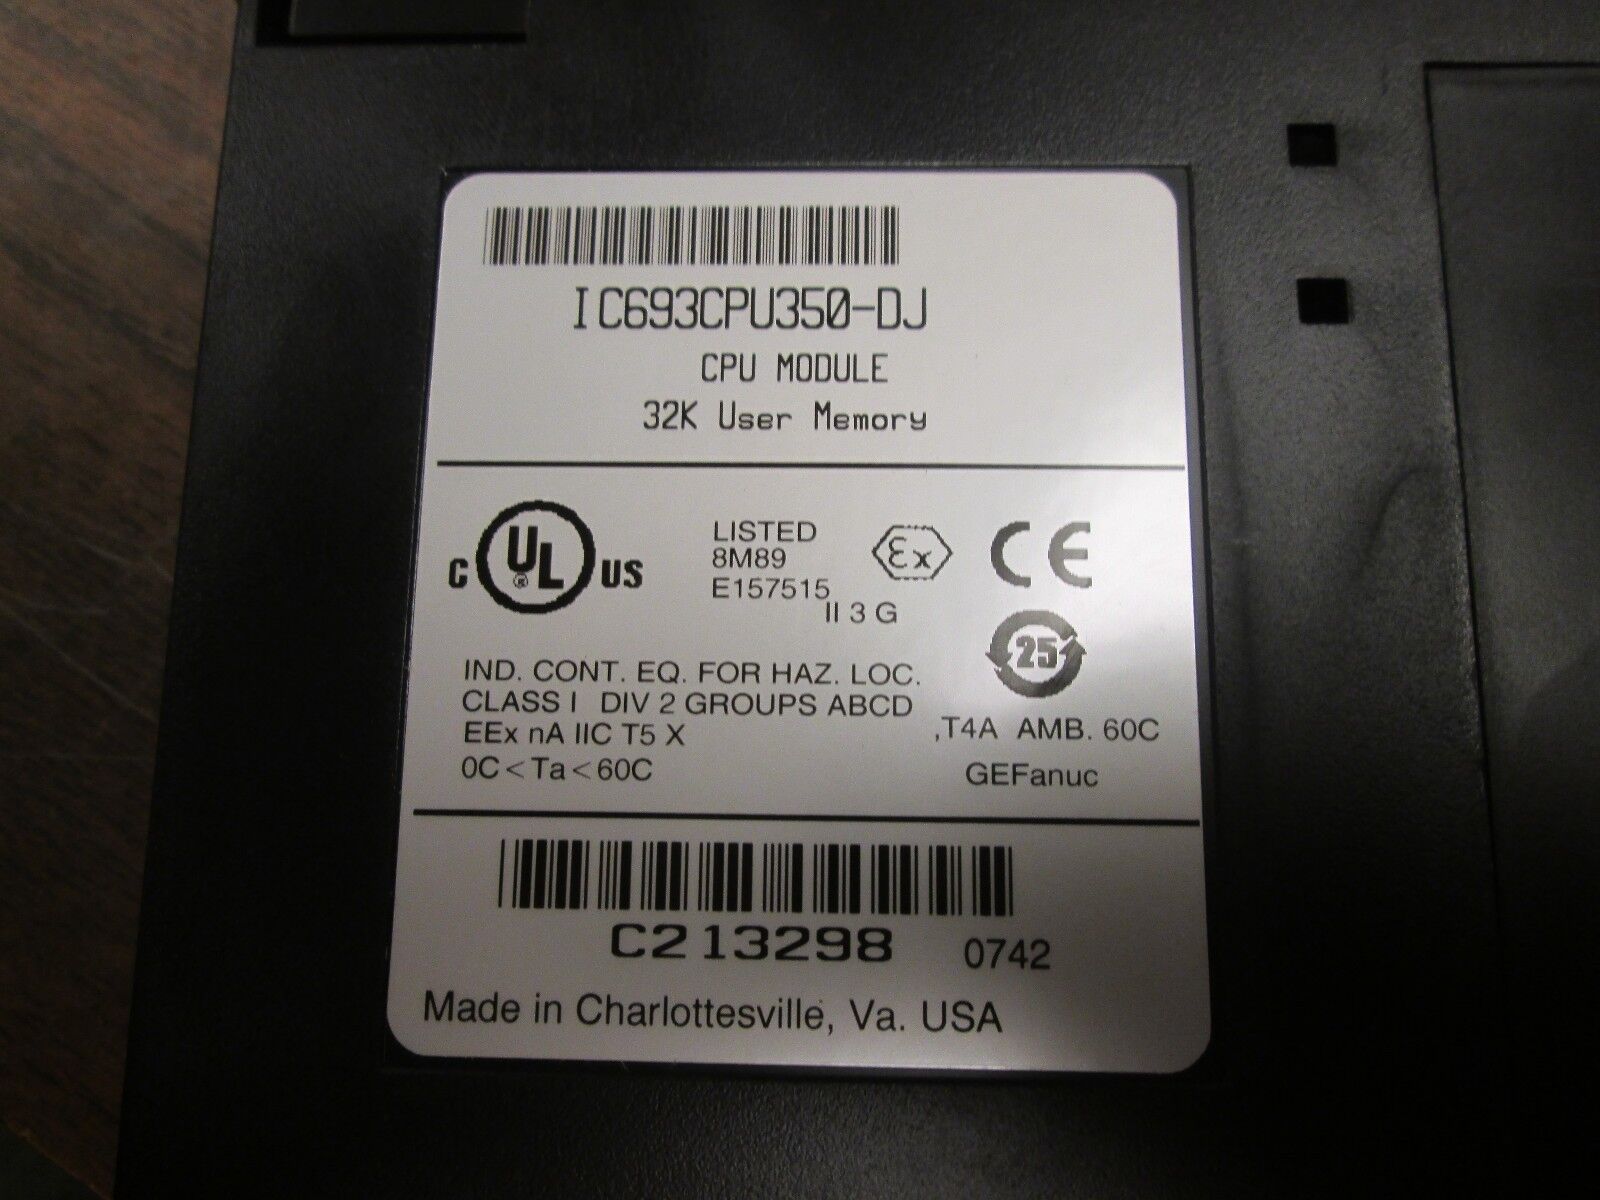 IC693CPU350-DJ
CPU MODULE
32K User Memory
C UL ® US
LISTED
8M89
E157515
Ex CE
II 3 G
25
IND. CONT. EQ. FOR HAZ. LOC.
CLASS I DIV 2 GROUPS ABCD
,T4A AMB. 60C
EEx nA IIC T5 X
0C<Ta<60C
GEFanuc
C213298 0742
Made in Charlottesville, Va. USA